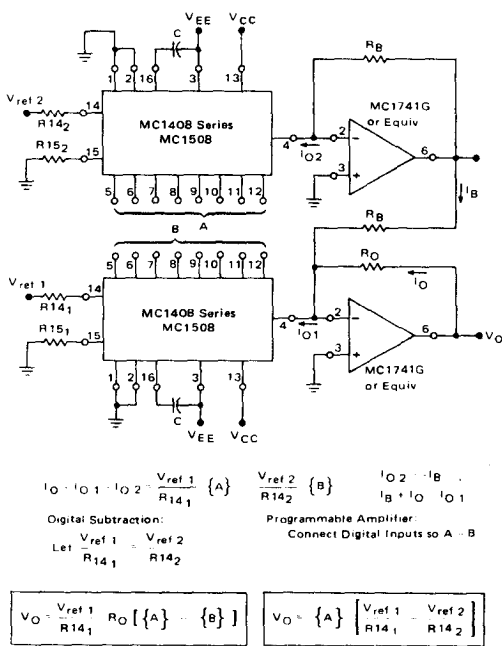 VEE VCC
C
1 2 16 3 13
Vref 2
R14₂ 14
R15₂ 15
MC1408 Series
MC1508
4
IO2
RB
MC1741G
or Equiv
2 −
3 +
6
IB
5 6 7 8 9 10 11 12
A
B
5 6 7 8 9 10 11 12
Vref 1
R14₁ 14
R15₁ 15
MC1408 Series
MC1508
4
IO1
RB
RO
IO
2 −
3 +
6
VO
MC1741G
or Equiv
1 2 16 3 13
C
VEE VCC
IO IO1 IO2 = Vref 1 / R14₁ {A} Vref 2 / R14₂ {B}
IO2 IB
IB + IO IO1
Digital Subtraction:
Let Vref 1 / R14₁ = Vref 2 / R14₂
Programmable Amplifier:
Connect Digital Inputs so A B
VO = Vref 1 / R14₁ RO [{A} - {B}]
VO = {A} [Vref 1 / R14₁ - Vref 2 / R14₂]